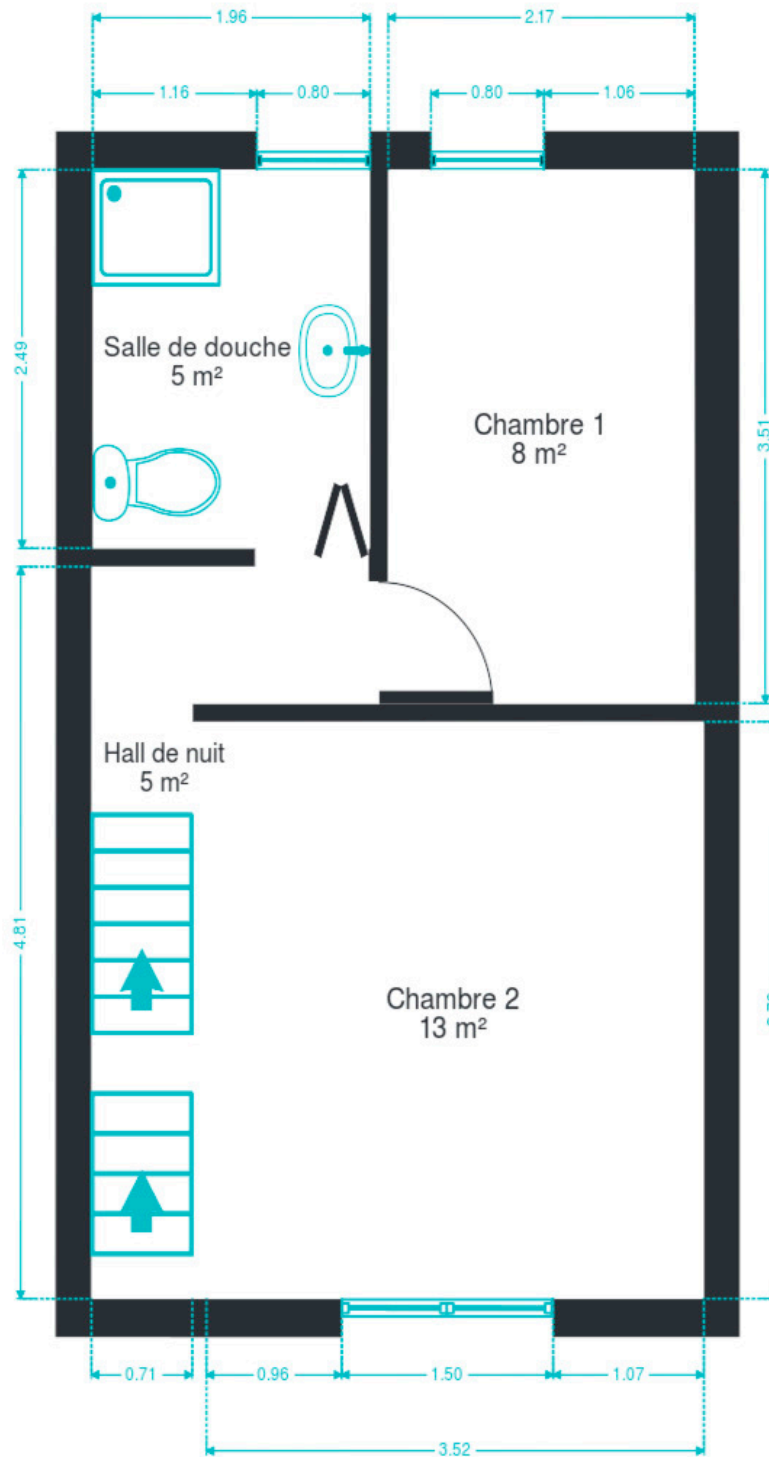 1.96
2.17
1.16
0.80
0.80
1.06
2.49
3.51
Salle de douche
5 m²
Chambre 1
8 m²
Hall de nuit
5 m²
4.81
Chambre 2
13 m²
0.71
0.96
1.50
1.07
3.52